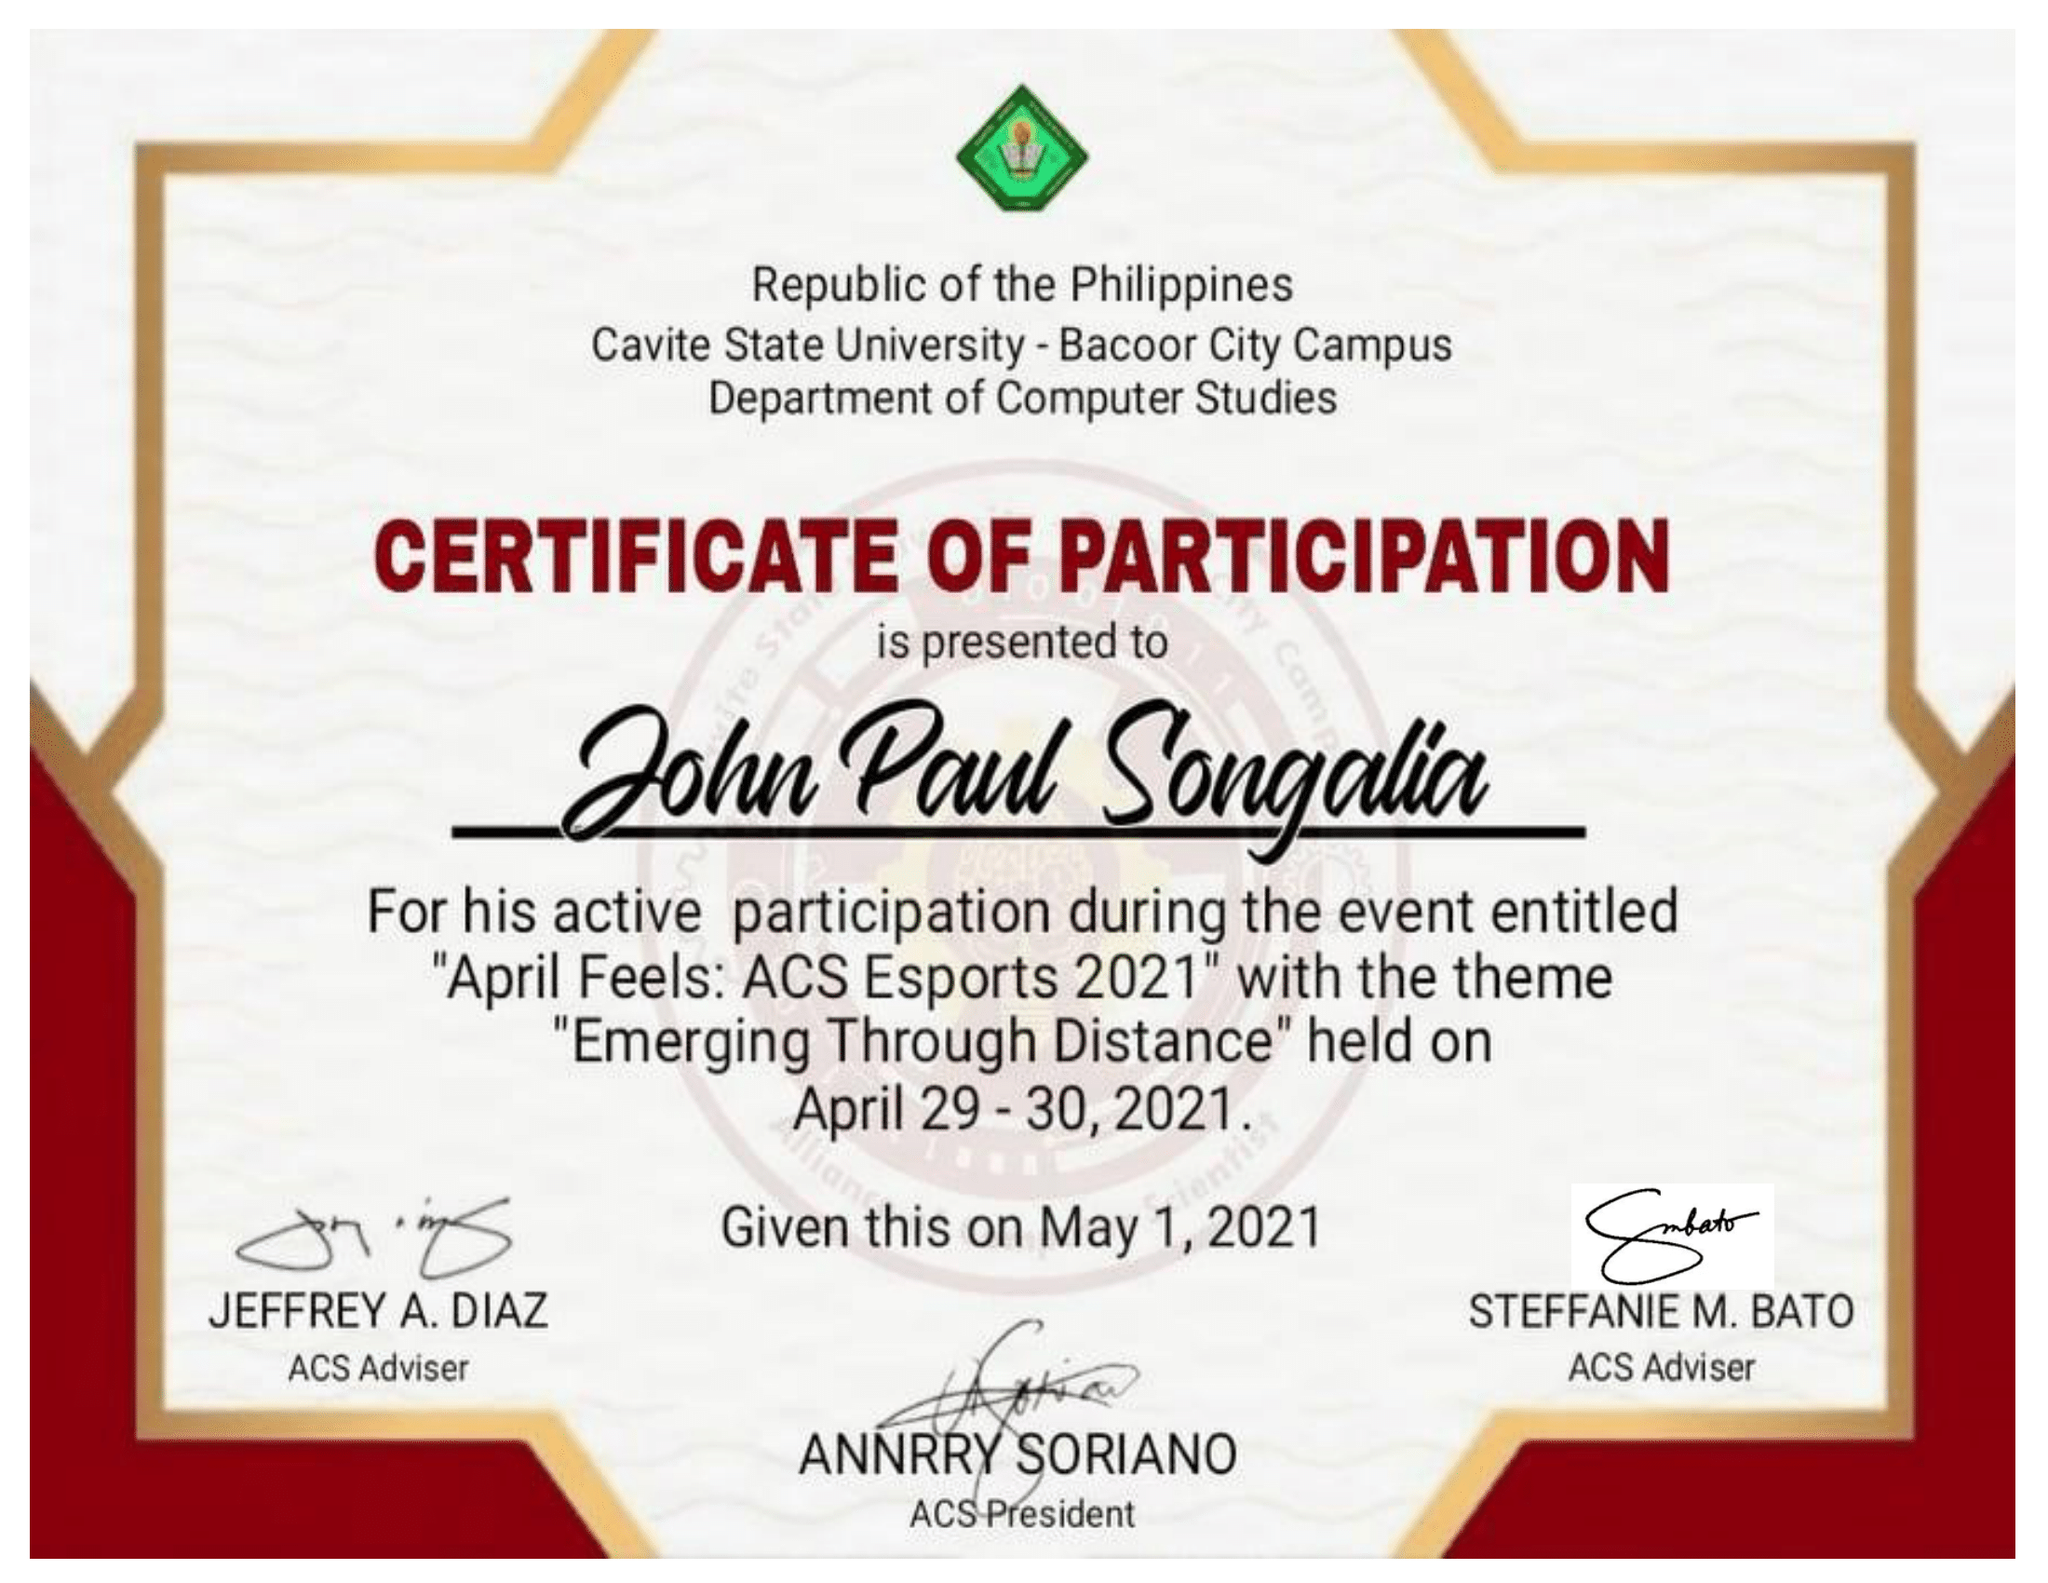 Republic of the Philippines
Cavite State University - Bacoor City Campus
Department of Computer Studies
CERTIFICATE OF PARTICIPATION
is presented to
John Paul Songalia
For his active participation during the event entitled
"April Feels: ACS Esports 2021" with the theme
"Emerging Through Distance" held on
April 29 - 30, 2021.
Given this on May 1, 2021
Smbato
JEFFREY A. DIAZ
ACS Adviser
STEFFANIE M. BATO
ACS Adviser
ANNRRY SORIANO
ACS President